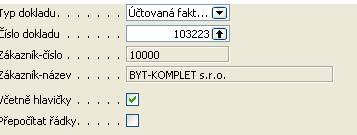 Typ dokladu . . . . . . Účtovaná fakt...
Číslo dokladu . . . . . 103223
Zákazník-číslo . . . . 10000
Zákazník-název . . . . BYT-KOMPLET s.r.o.
Včetně hlavičky . . . .
Přepočítat řádky. . . .